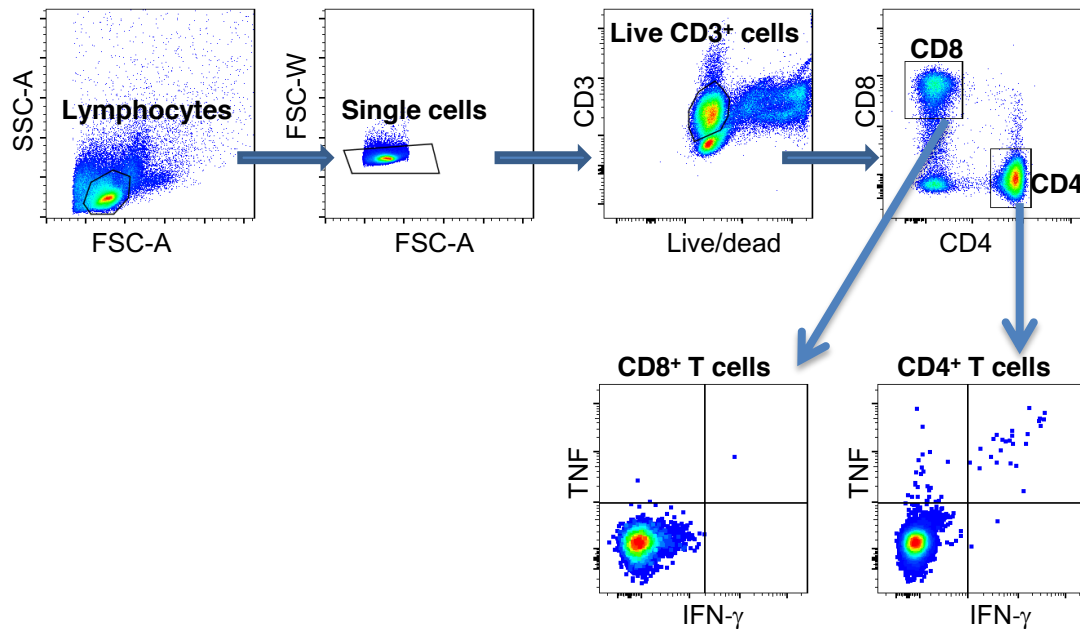 SSC-A
Lymphocytes
FSC-A
FSC-W
Single cells
FSC-A
CD3
Live CD3⁺ cells
Live/dead
CD8
CD8
CD4
CD4
CD8⁺ T cells
TNF
IFN-γ
CD4⁺ T cells
TNF
IFN-γ